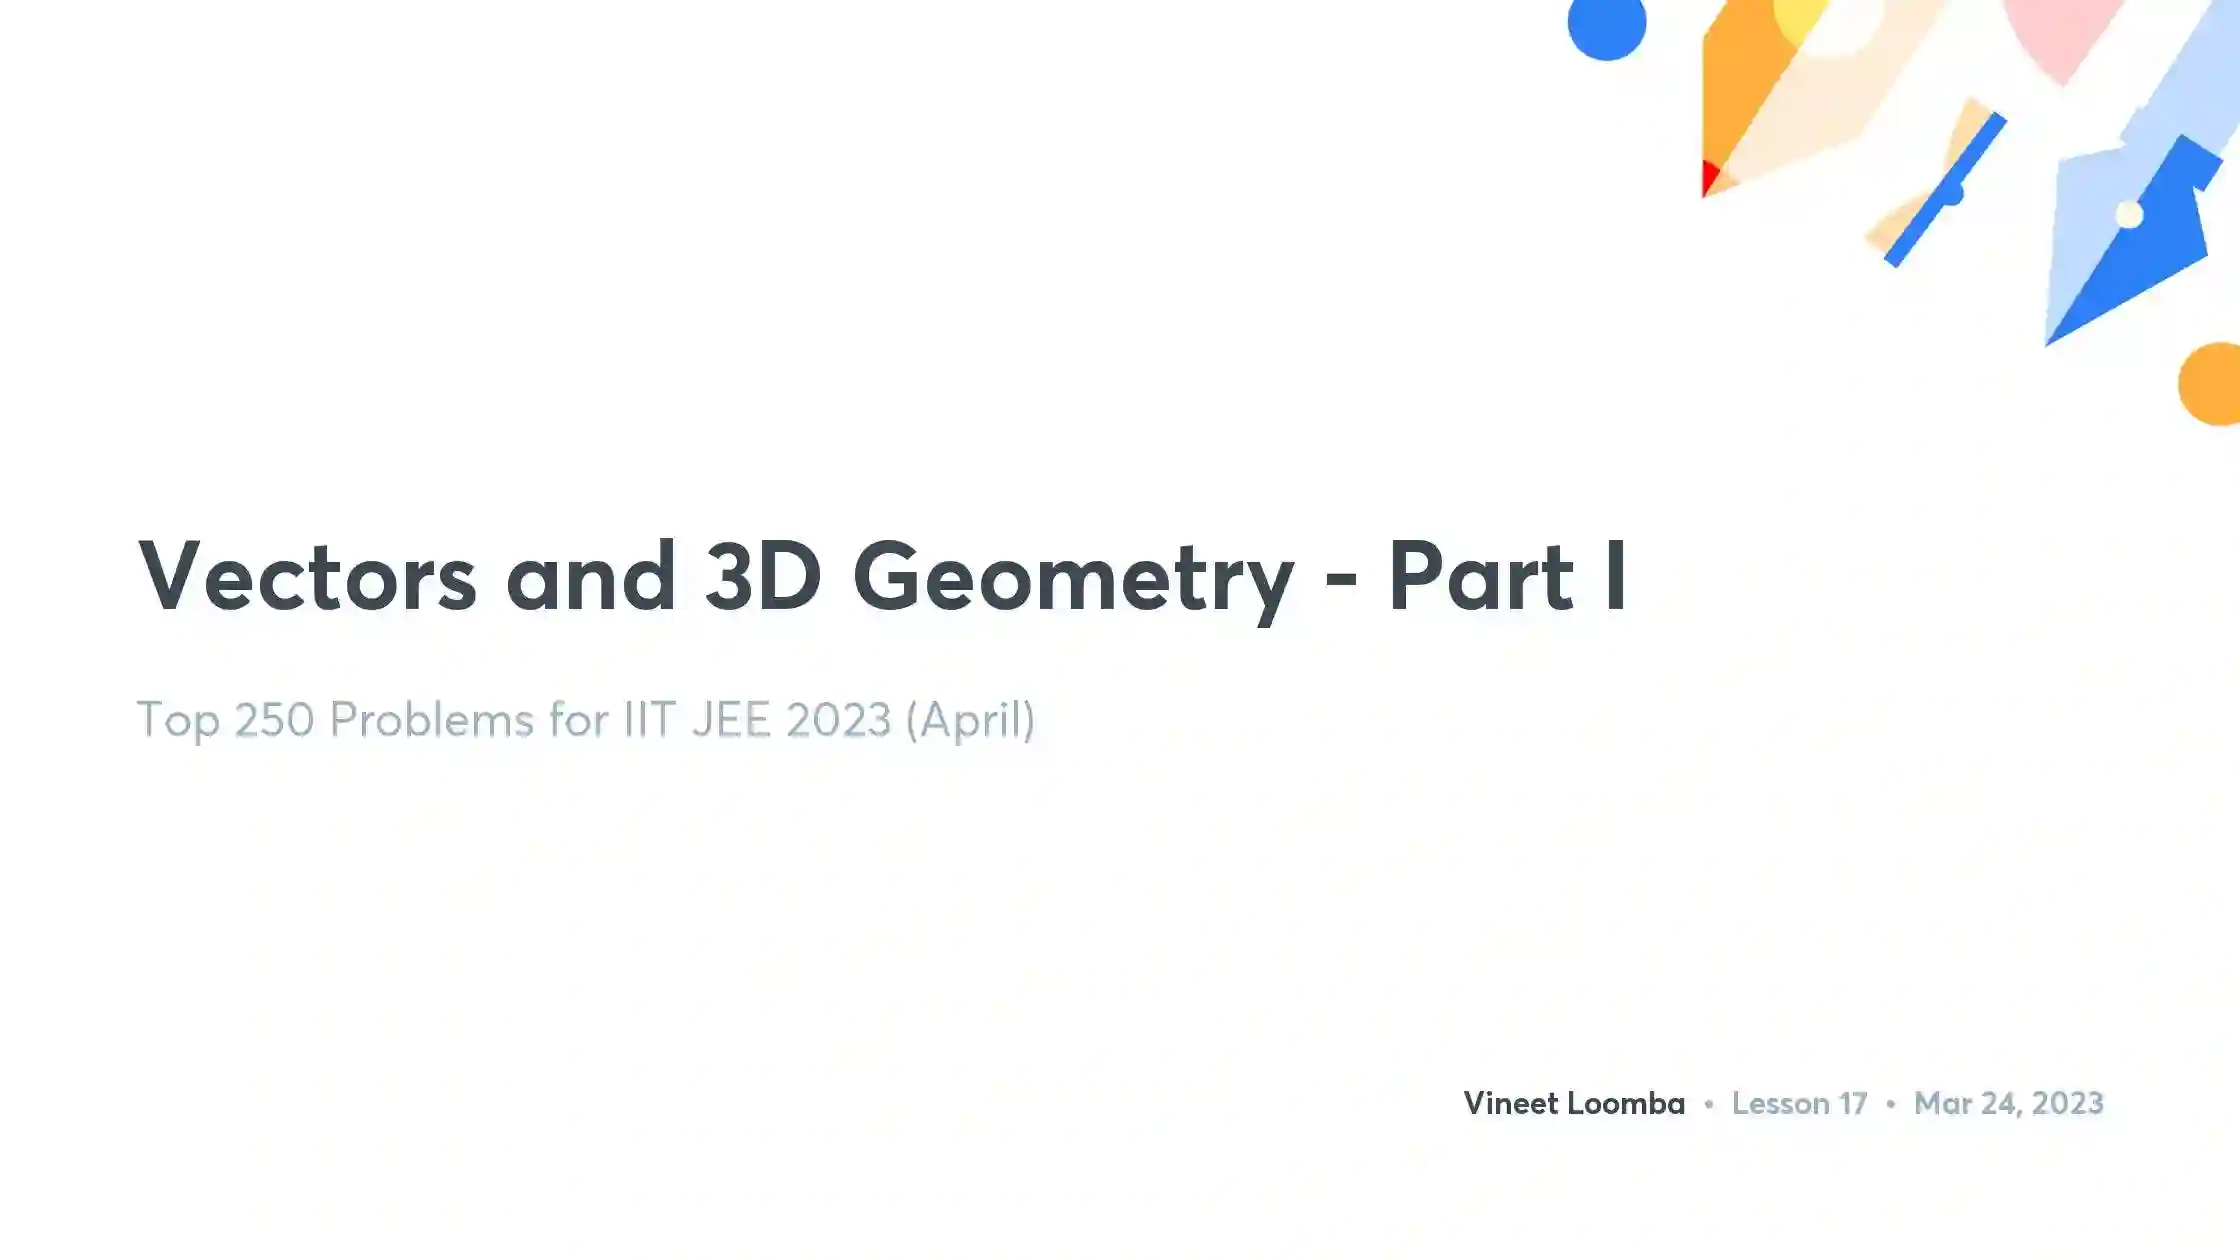 Vectors and 3D Geometry - Part I
Top 250 Problems for IIT JEE 2023 (April)
Vineet Loomba • Lesson 17 • Mar 24, 2023